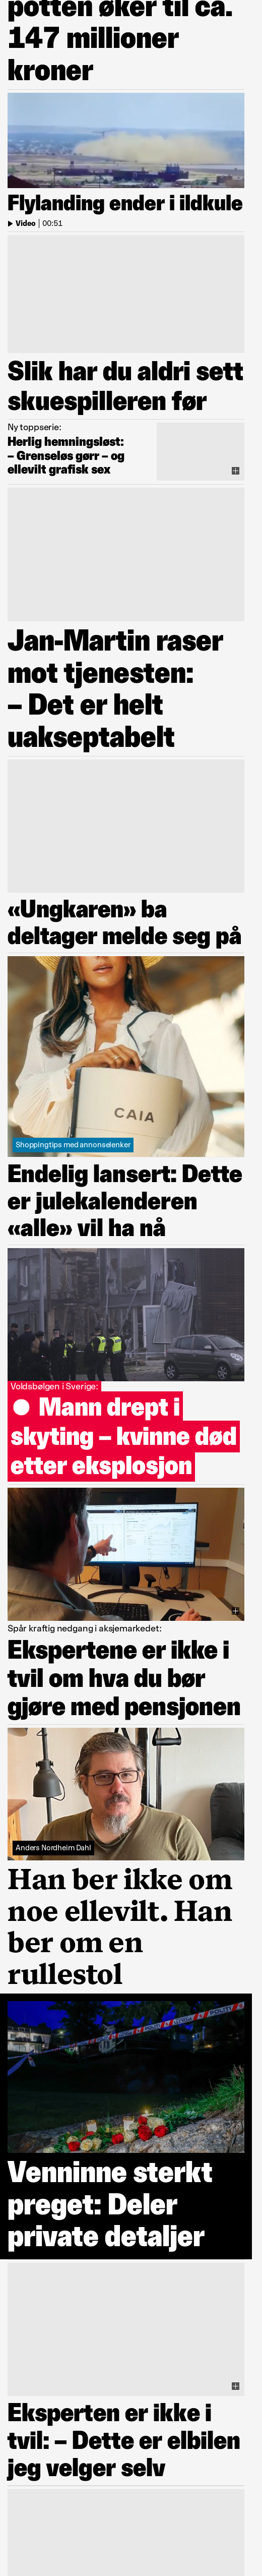 potten øker til ca.
147 millioner
kroner
Flylanding ender i ildkule
Video | 00:51
Slik har du aldri sett
skuespilleren før
Ny toppserie:
Herlig hemningsløst:
– Grenseløs gørr – og
ellevilt grafisk sex
Jan-Martin raser
mot tjenesten:
– Det er helt
uakseptabelt
«Ungkaren» ba
deltager melde seg på
CAIA
Shoppingtips med annonselenker
Endelig lansert: Dette
er julekalenderen
«alle» vil ha nå
Voldsbølgen i Sverige:
Mann drept i
skyting – kvinne død
etter eksplosjon
Spår kraftig nedgang i aksjemarkedet:
Ekspertene er ikke i
tvil om hva du bør
gjøre med pensjonen
Anders Nordheim Dahl
Han ber ikke om
noe ellevilt. Han
ber om en
rullestol
POLITI
Venninne sterkt
preget: Deler
private detaljer
Eksperten er ikke i
tvil: – Dette er elbilen
jeg velger selv